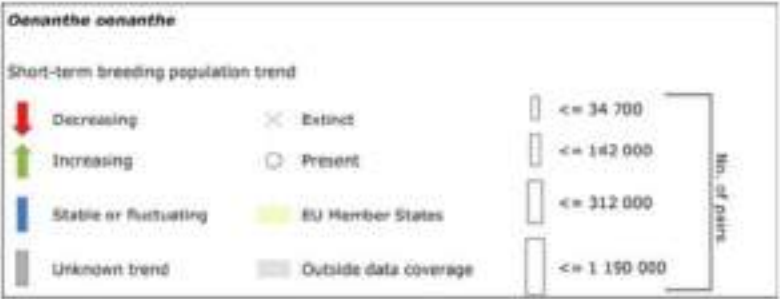 Oenanthe oenanthe
Short-term breeding population trend
Decreasing
Extinct
<= 34 700
Increasing
Present
<= 142 000
Stable or fluctuating
EU Member States
<= 312 000
Unknown trend
Outside data coverage
<= 1 190 000
No. of pairs